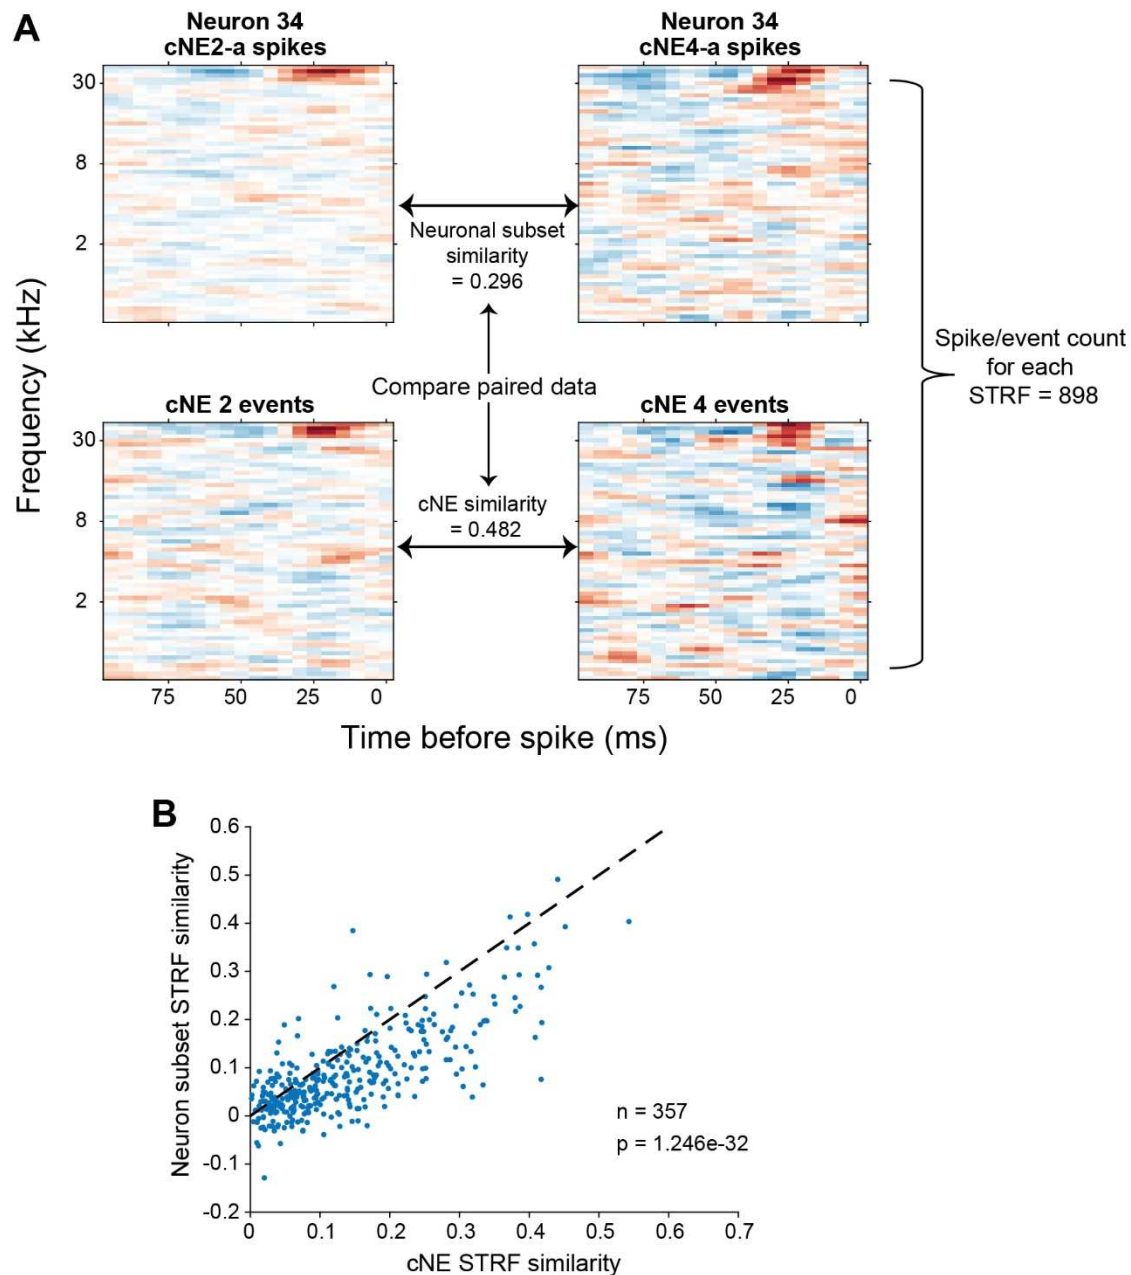 A
Neuron 34
cNE2-a spikes
Neuron 34
cNE4-a spikes
30
8
2
Neuronal subset
similarity
= 0.296
Compare paired data
Spike/event count
for each
STRF = 898
Frequency (kHz)
cNE 2 events
cNE 4 events
30
8
2
cNE similarity
= 0.482
75
50
25
0
75
50
25
0
Time before spike (ms)
B
Neuron subset STRF similarity
0.6
0.5
0.4
0.3
0.2
0.1
0
-0.1
-0.2
n = 357
p = 1.246e-32
0
0.1
0.2
0.3
0.4
0.5
0.6
0.7
cNE STRF similarity